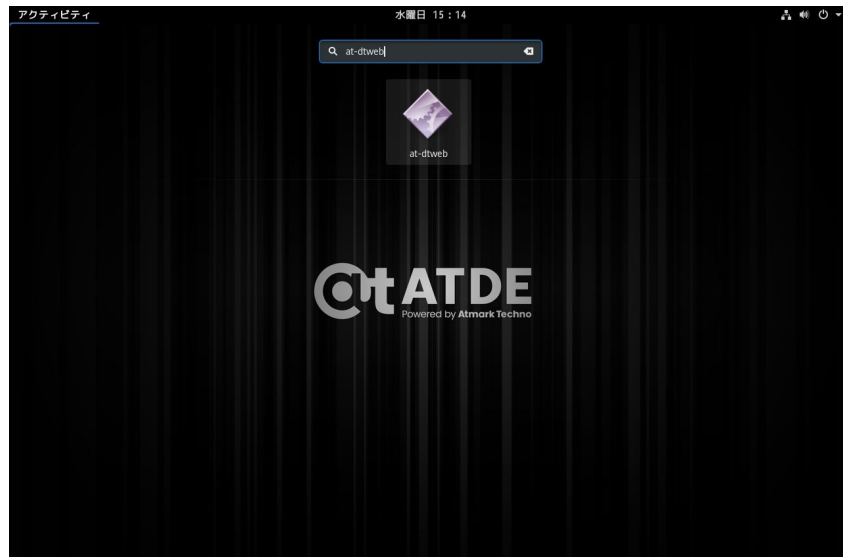 アクティビティ
水曜日 15：14
at-dtweb
at-dtweb
at ATDE
Powered by Atmark Techno